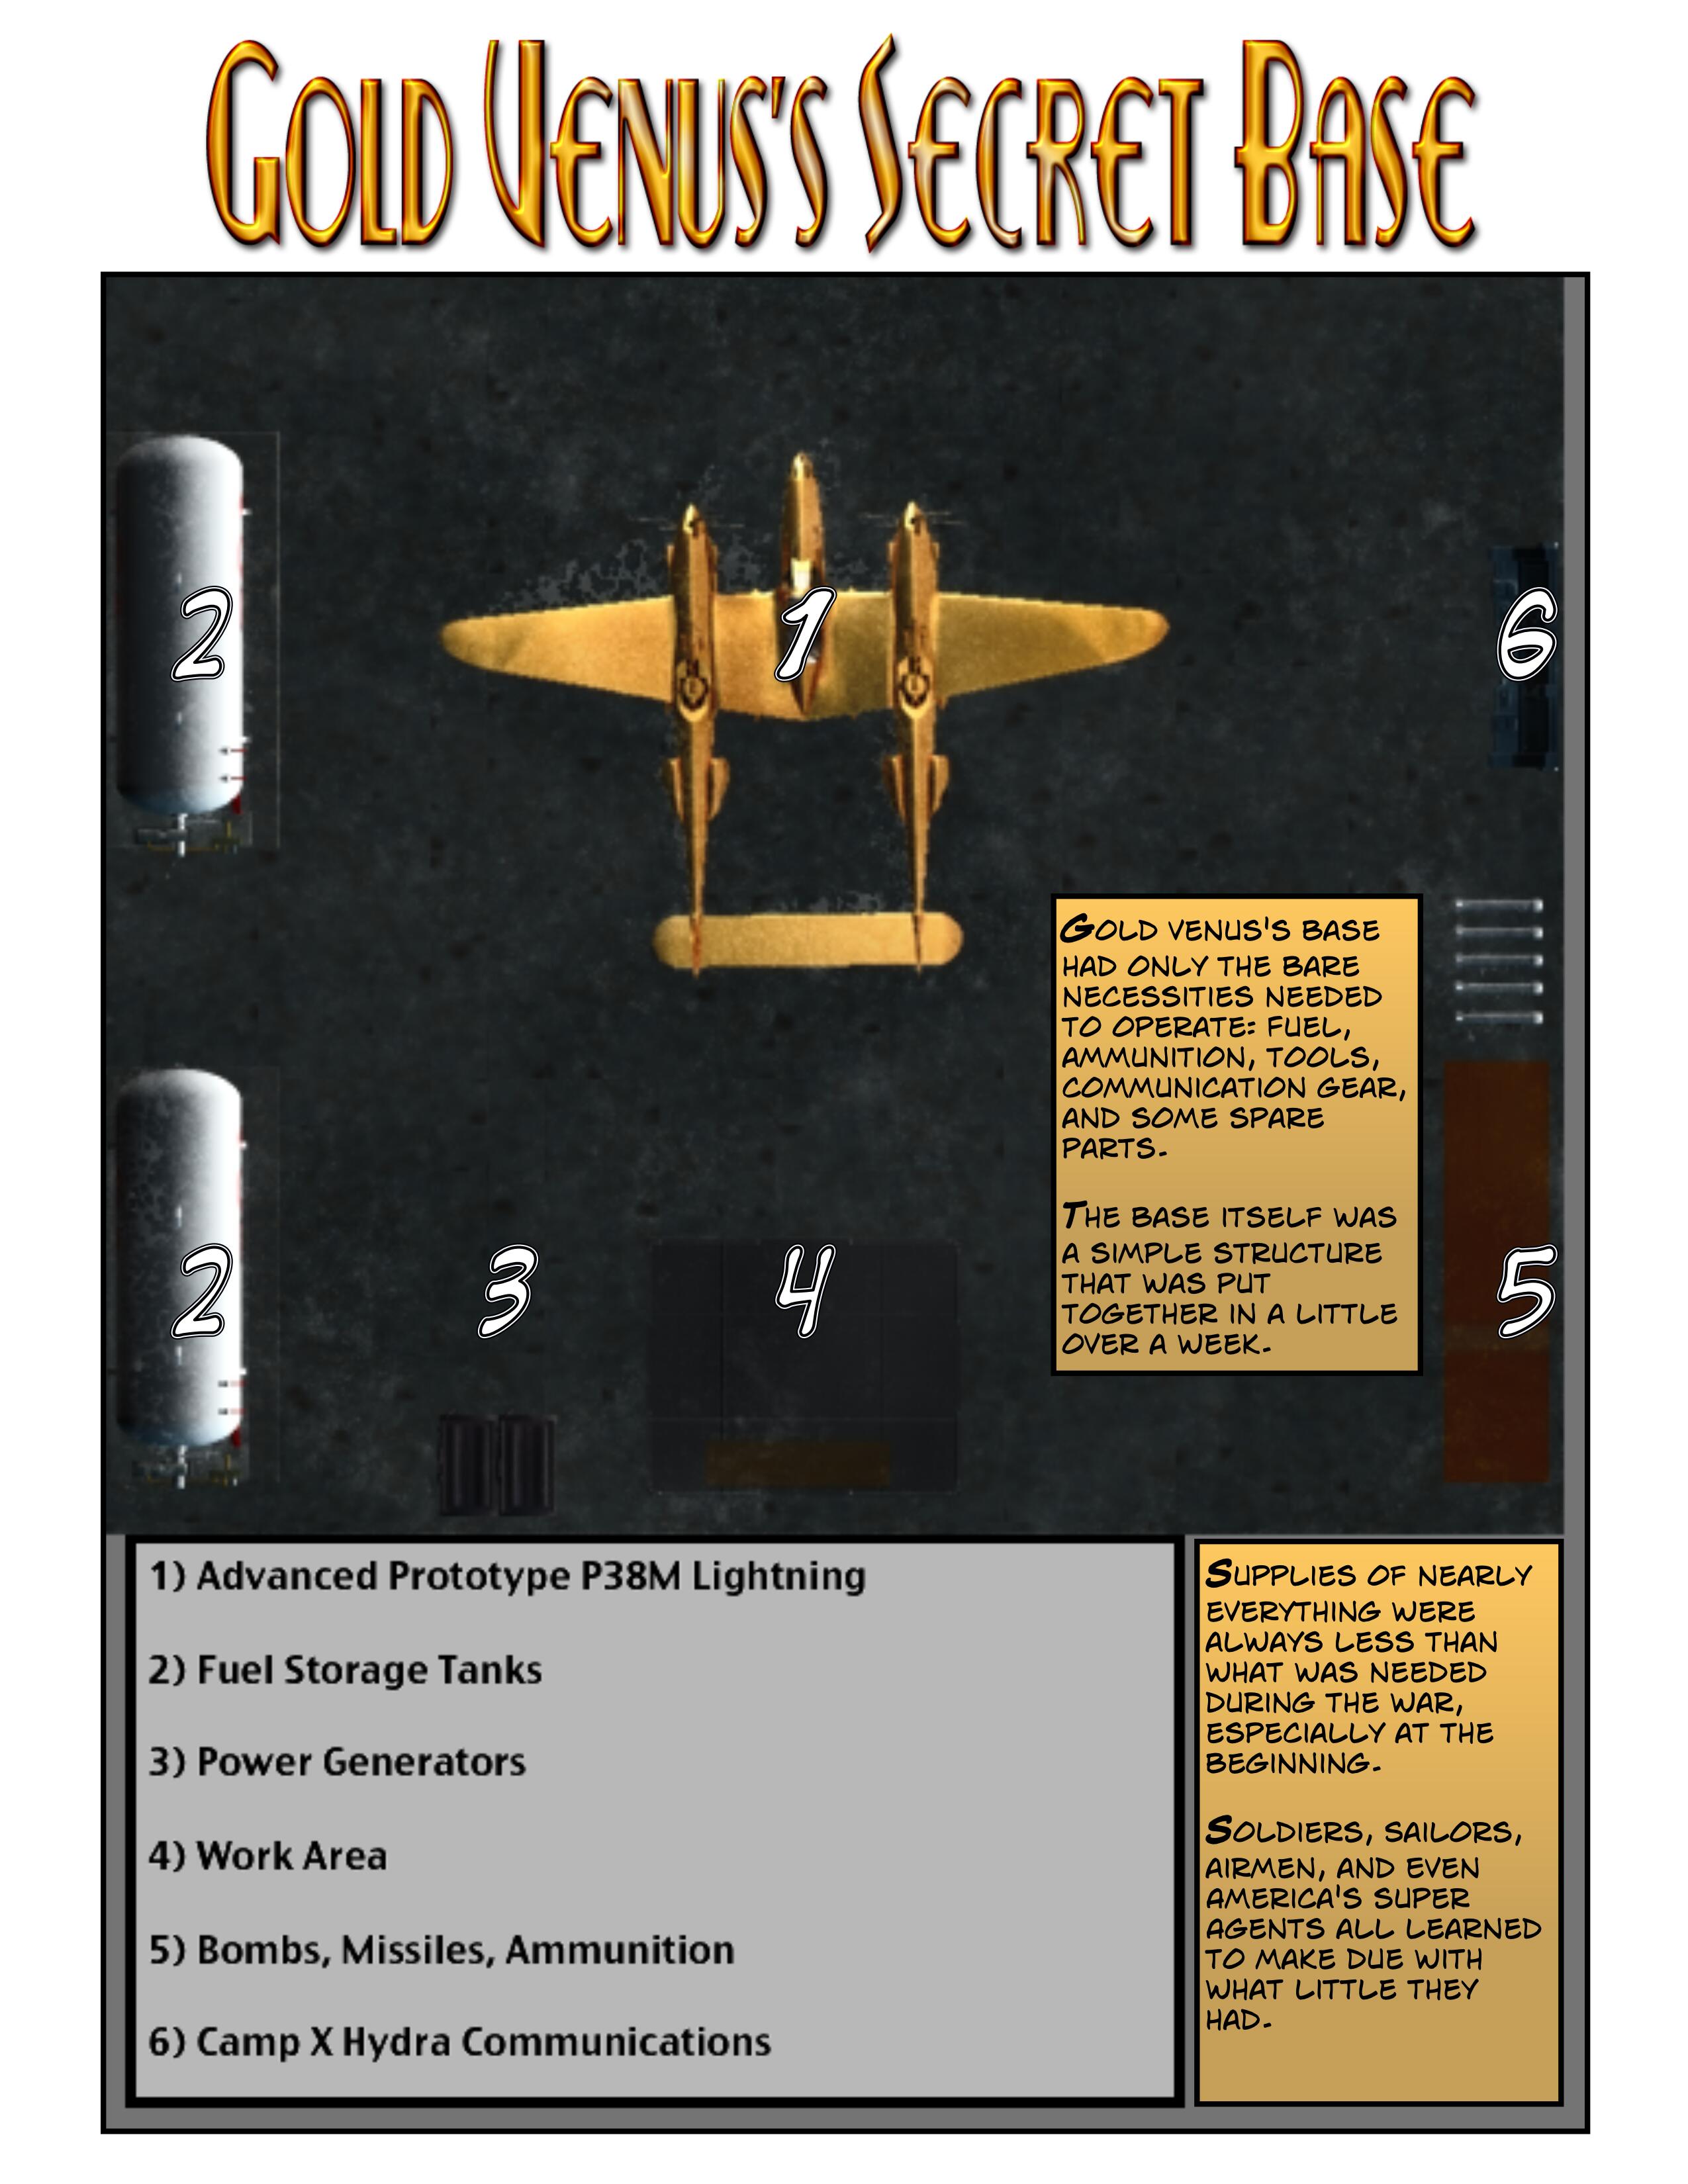 Gold Venus's Secret Base
2
1
6
Gold Venus's base
had only the bare
necessities needed
to operate: fuel,
ammunition, tools,
communication gear,
and some spare
parts.
The base itself was
a simple structure
that was put
together in a little
over a week.
2
3
4
5
1) Advanced Prototype P38M Lightning
2) Fuel Storage Tanks
3) Power Generators
4) Work Area
5) Bombs, Missiles, Ammunition
6) Camp X Hydra Communications
Supplies of nearly
everything were
always less than
what was needed
during the war,
especially at the
beginning.
Soldiers, sailors,
airmen, and even
America's super
agents all learned
to make due with
what little they
had.